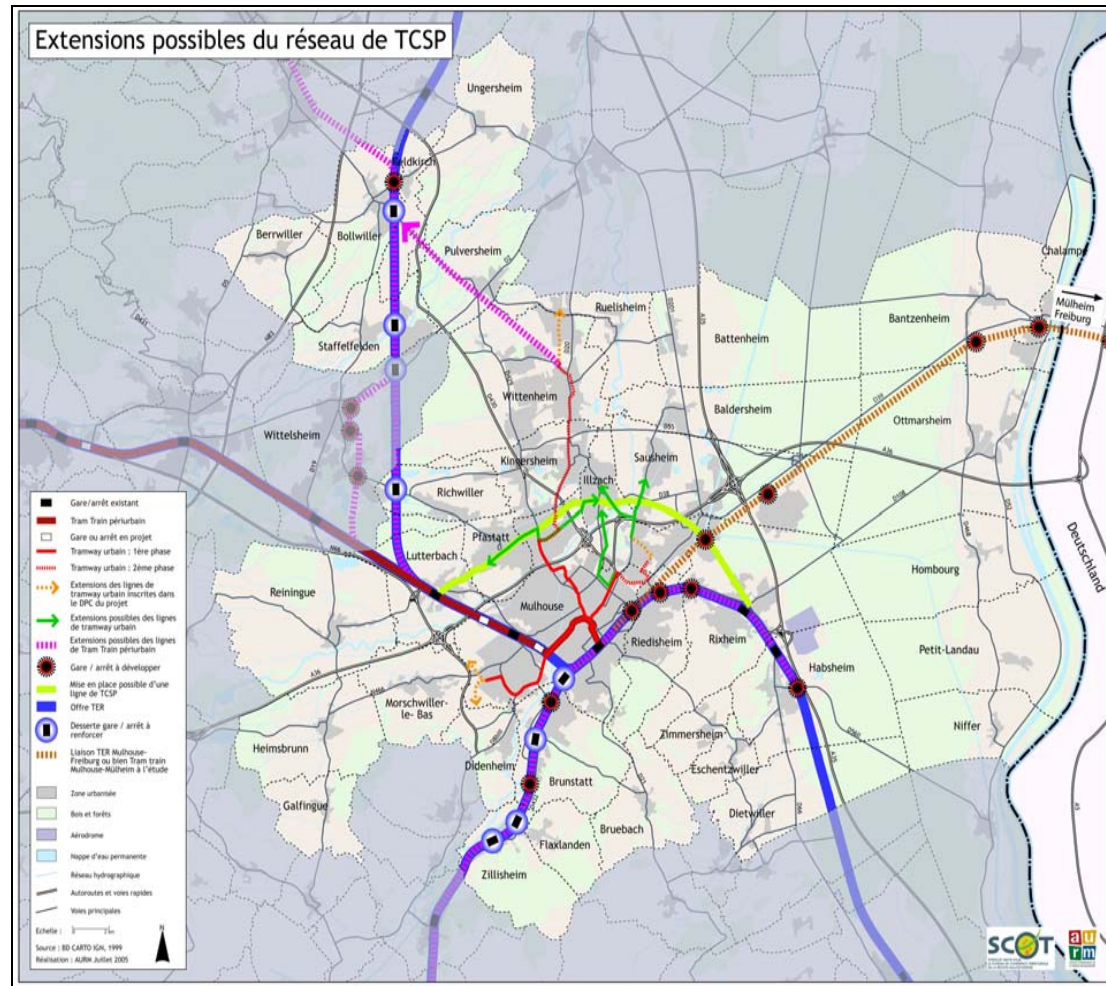 Extensions possibles du réseau de TCSP
Ungersheim
Feldkirch
Berrwiller
Bollwiller
Pulversheim
Chalampé
Mülheim
Freiburg
Ruelisheim
Bantzenheim
Staffelfelden
Battenheim
Wittenheim
Baldersheim
Ottmarsheim
Wittelsheim
Kingersheim
Sausheim
Illzach
Richwiller
Pfastatt
Lutterbach
Deutschland
Hombourg
Reiningue
Mulhouse
Riedisheim
Rixheim
Petit-Landau
Habsheim
Morschwiller-
le- Bas
Niffer
Zimmersheim
Heimsbrunn
Eschentzwiller
Didenheim
Brunstatt
Galfingue
Dietwiller
Bruebach
Flaxlanden
Zillisheim
Gare/arrêt existant
Tram Train périurbain
Gare ou arrêt en projet
Tramway urbain : 1ère phase
Tramway urbain : 2ème phase
Extensions des lignes de
tramway urbain inscrites dans
le DPC du projet
Extensions possibles des lignes
de tramway urbain
Extensions possibles des lignes
de Tram Train périurbain
Gare / arrêt à développer
Mise en place possible d'une
ligne de TCSP
Offre TER
Desserte gare / arrêt à
renforcer
Liaison TER Mulhouse-
Freiburg ou bien Tram train
Mulhouse-Mülheim à l'étude
Zone urbanisée
Bois et forêts
Aérodrome
Nappe d'eau permanente
Réseau hydrographique
Autoroutes et voies rapides
Voies principales
Echelle :
N
Source : BD CARTO IGN, 1999
Réalisation : AURM Juillet 2005
SCOT
aurm